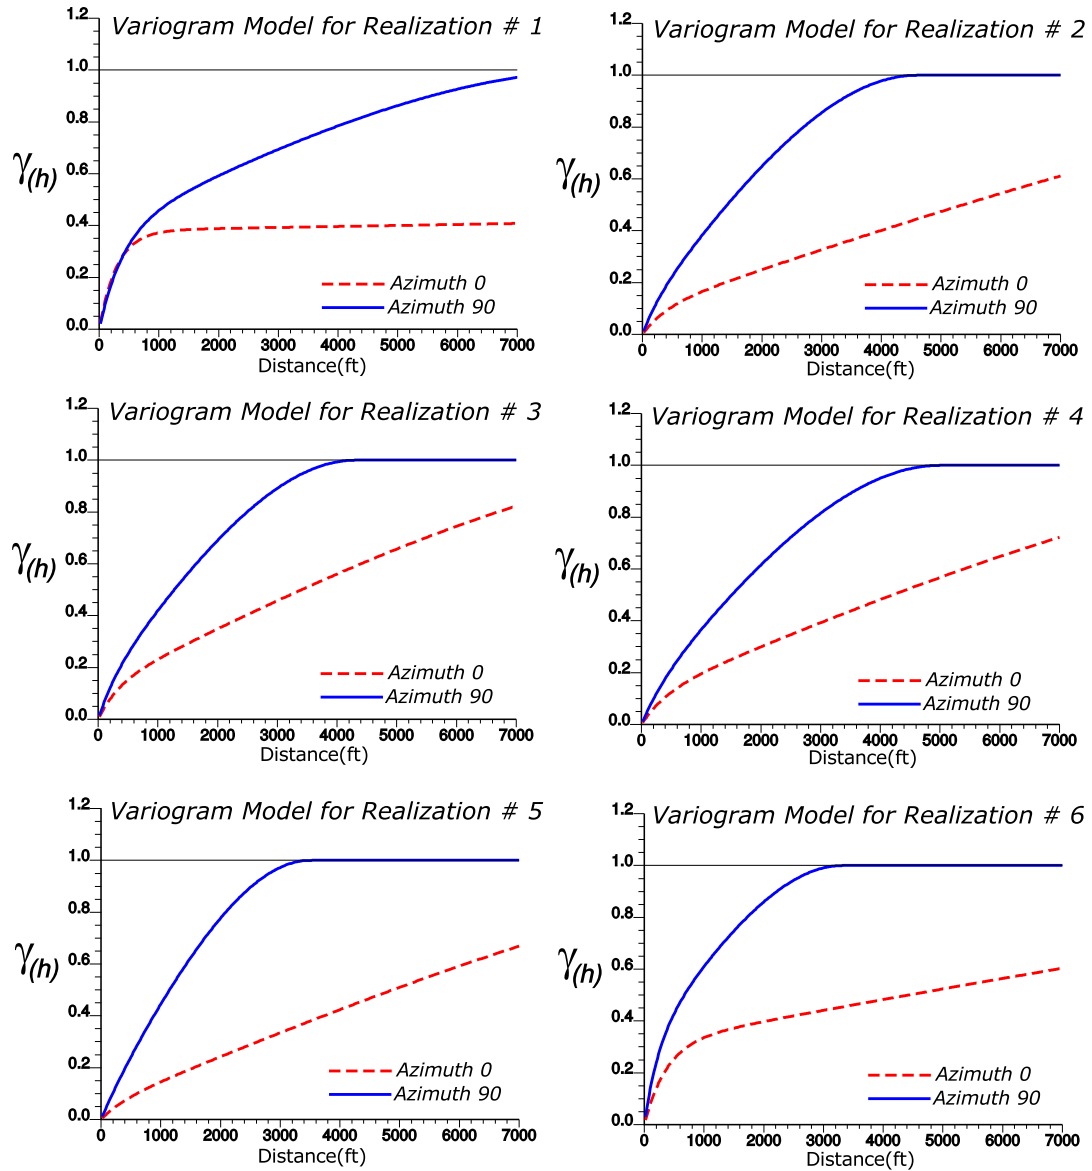 Variogram Model for Realization # 1
1.2
1.0
0.8
0.6
0.4
0.2
0.0
γ(h)
Azimuth 0
Azimuth 90
0 1000 2000 3000 4000 5000 6000 7000
Distance(ft)
Variogram Model for Realization # 2
1.2
1.0
0.8
0.6
0.4
0.2
0.0
γ(h)
Azimuth 0
Azimuth 90
0 1000 2000 3000 4000 5000 6000 7000
Distance(ft)
Variogram Model for Realization # 3
1.2
1.0
0.8
0.6
0.4
0.2
0.0
γ(h)
Azimuth 0
Azimuth 90
0 1000 2000 3000 4000 5000 6000 7000
Distance(ft)
Variogram Model for Realization # 4
1.2
1.0
0.8
0.6
0.4
0.2
0.0
γ(h)
Azimuth 0
Azimuth 90
0 1000 2000 3000 4000 5000 6000 7000
Distance(ft)
Variogram Model for Realization # 5
1.2
1.0
0.8
0.6
0.4
0.2
0.0
γ(h)
Azimuth 0
Azimuth 90
0 1000 2000 3000 4000 5000 6000 7000
Distance(ft)
Variogram Model for Realization # 6
1.2
1.0
0.8
0.6
0.4
0.2
0.0
γ(h)
Azimuth 0
Azimuth 90
0 1000 2000 3000 4000 5000 6000 7000
Distance(ft)